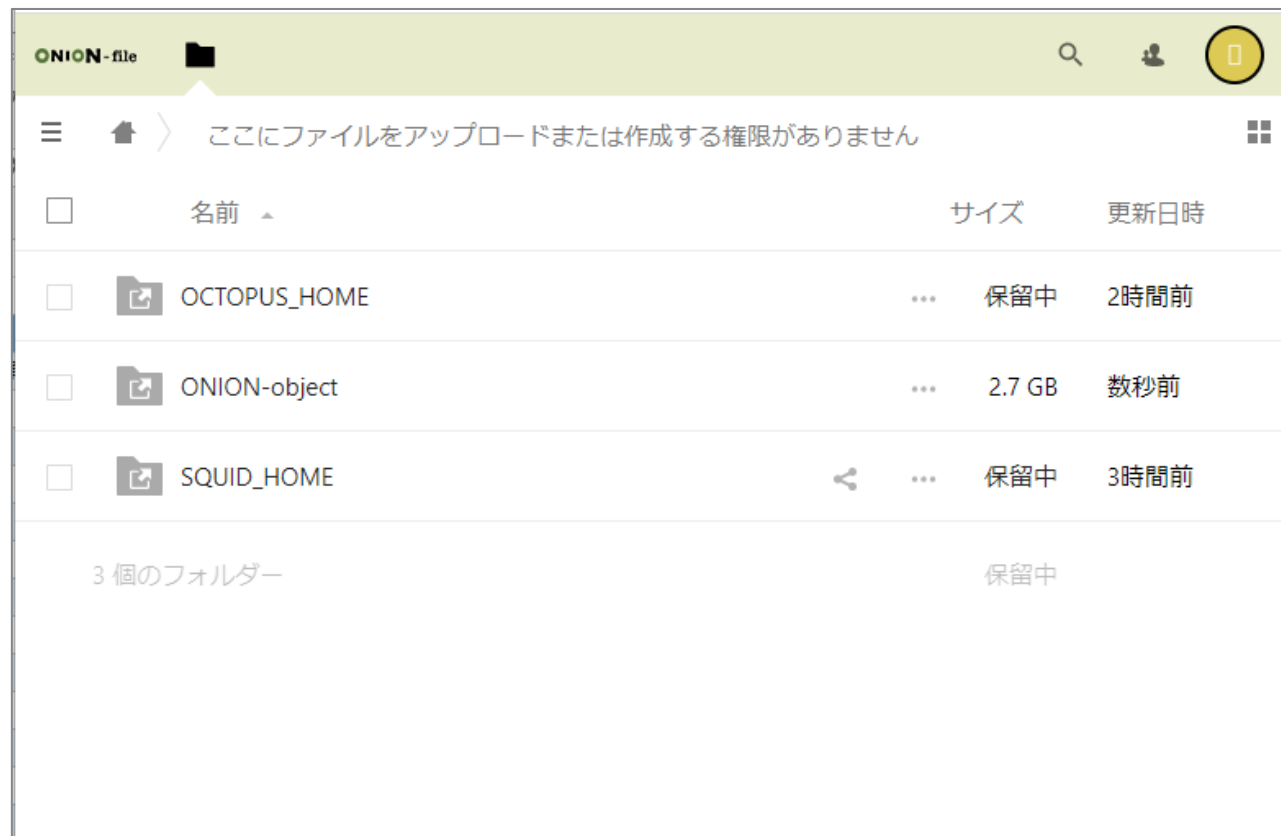 ONION-file
ここにファイルをアップロードまたは作成する権限がありません
名前 サイズ 更新日時
OCTOPUS_HOME 保留中 2時間前
ONION-object 2.7 GB 数秒前
SQUID_HOME 保留中 3時間前
3 個のフォルダー 保留中